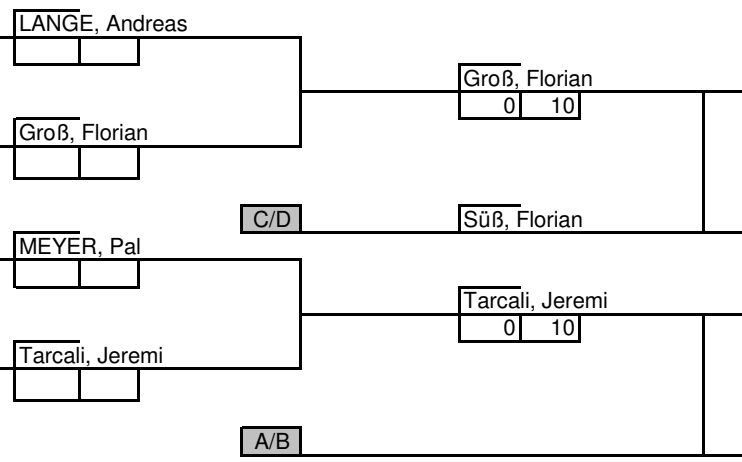 LANGE, Andreas
Groß, Florian
0 10
Groß, Florian
C/D
Süß, Florian
MEYER, Pal
Tarcali, Jeremi
0 10
Tarcali, Jeremi
A/B